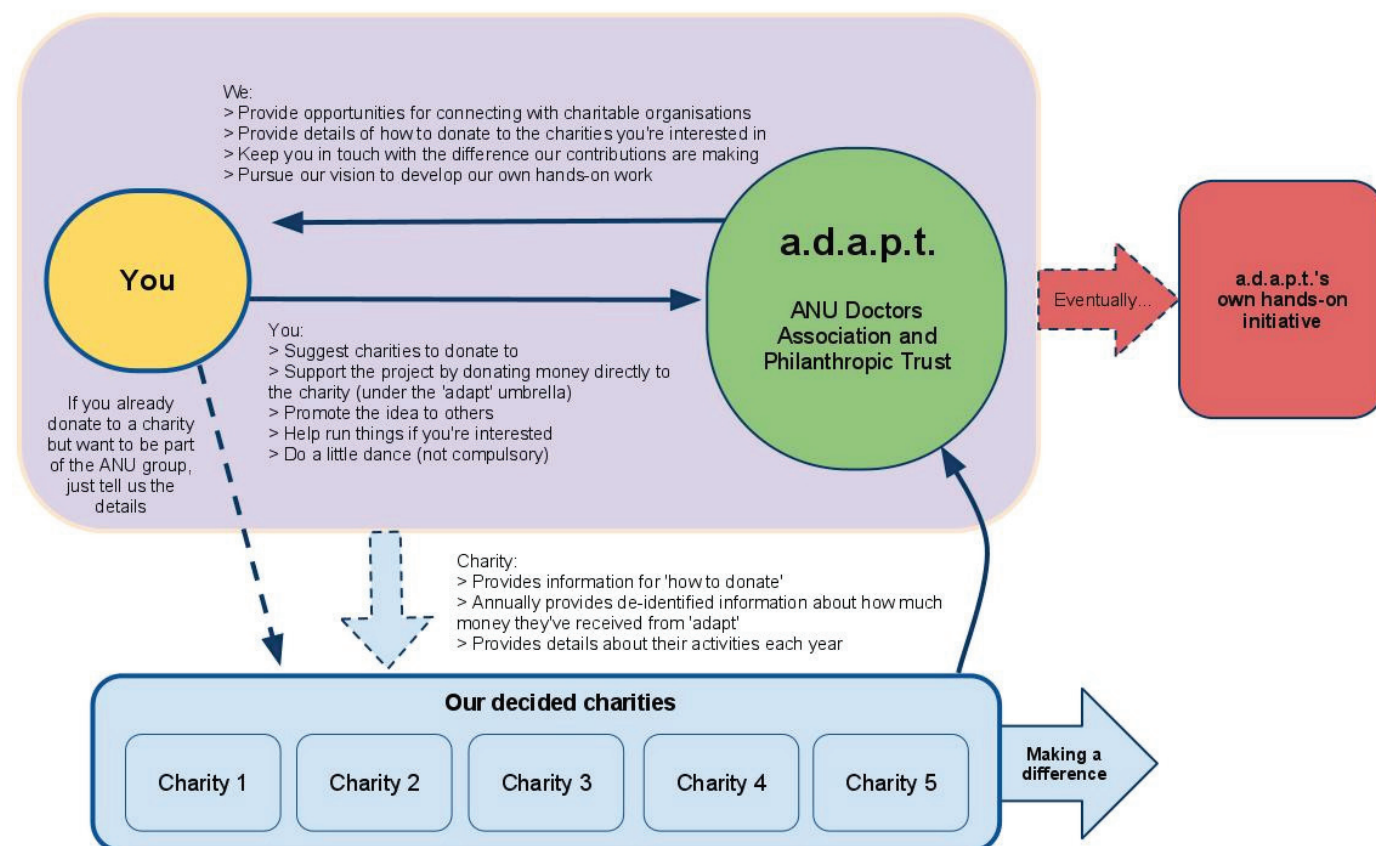 We:
> Provide opportunities for connecting with charitable organisations
> Provide details of how to donate to the charities you're interested in
> Keep you in touch with the difference our contributions are making
> Pursue our vision to develop our own hands-on work
You
a.d.a.p.t.
ANU Doctors
Association and
Philanthropic Trust
Eventually...
a.d.a.p.t.'s
own hands-on
initiative
You:
> Suggest charities to donate to
> Support the project by donating money directly to
the charity (under the 'adapt' umbrella)
> Promote the idea to others
> Help run things if you're interested
> Do a little dance (not compulsory)
If you already
donate to a charity
but want to be part
of the ANU group,
just tell us the
details
Charity:
> Provides information for 'how to donate'
> Annually provides de-identified information about how much
money they've received from 'adapt'
> Provides details about their activities each year
Our decided charities
Charity 1
Charity 2
Charity 3
Charity 4
Charity 5
Making a
difference